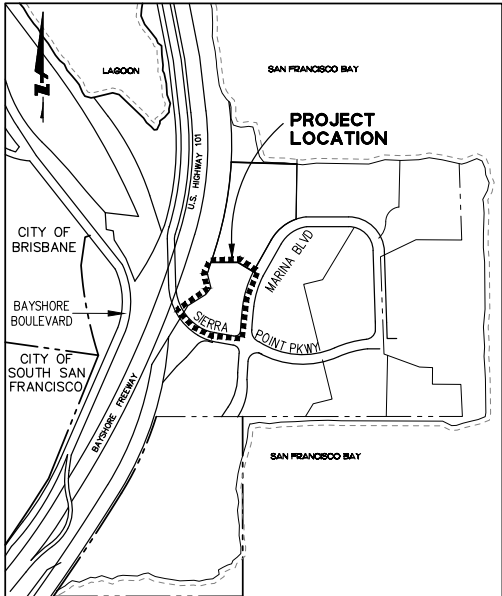 LAGOON
SAN FRANCISCO BAY
N
PROJECT
LOCATION
U.S. HIGHWAY 101
CITY OF
BRISBANE
MARINA BLVD
BAYSHORE
BOULEVARD
SIERRA
POINT PKWY
CITY OF
SOUTH SAN
FRANCISCO
BAYSHORE FREEWAY
SAN FRANCISCO BAY